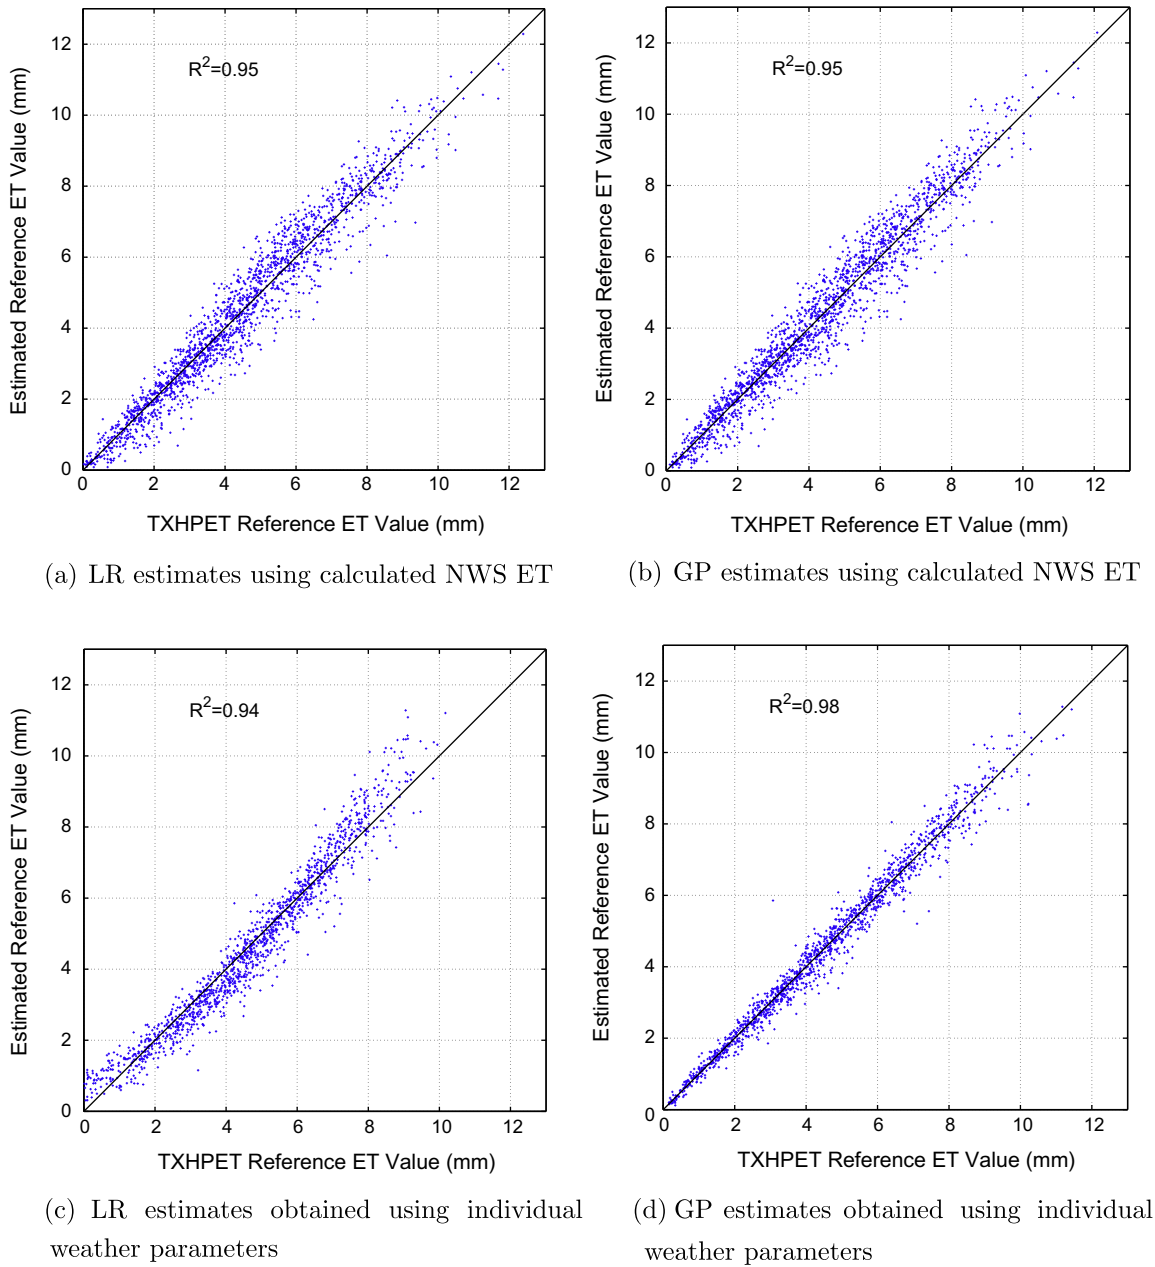 12
10
8
6
4
2
0
0 2 4 6 8 10 12
R2=0.95
Estimated Reference ET Value (mm)
TXHPET Reference ET Value (mm)
(a) LR estimates using calculated NWS ET
12
10
8
6
4
2
0
0 2 4 6 8 10 12
R2=0.95
Estimated Reference ET Value (mm)
TXHPET Reference ET Value (mm)
(b) GP estimates using calculated NWS ET
12
10
8
6
4
2
0
0 2 4 6 8 10 12
R2=0.94
Estimated Reference ET Value (mm)
TXHPET Reference ET Value (mm)
(c) LR estimates obtained using individual
weather parameters
12
10
8
6
4
2
0
0 2 4 6 8 10 12
R2=0.98
Estimated Reference ET Value (mm)
TXHPET Reference ET Value (mm)
(d) GP estimates obtained using individual
weather parameters